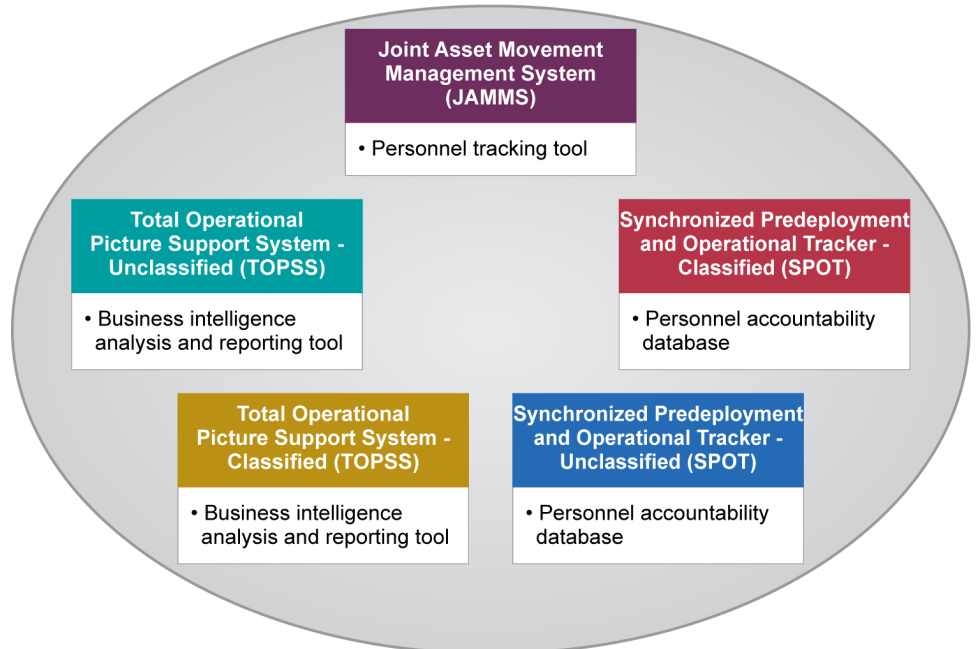 Joint Asset Movement
Management System
(JAMMS)
• Personnel tracking tool
Total Operational
Picture Support System -
Unclassified (TOPSS)
• Business intelligence
analysis and reporting tool
Synchronized Predeployment
and Operational Tracker -
Classified (SPOT)
• Personnel accountability
database
Total Operational
Picture Support System -
Classified (TOPSS)
• Business intelligence
analysis and reporting tool
Synchronized Predeployment
and Operational Tracker -
Unclassified (SPOT)
• Personnel accountability
database